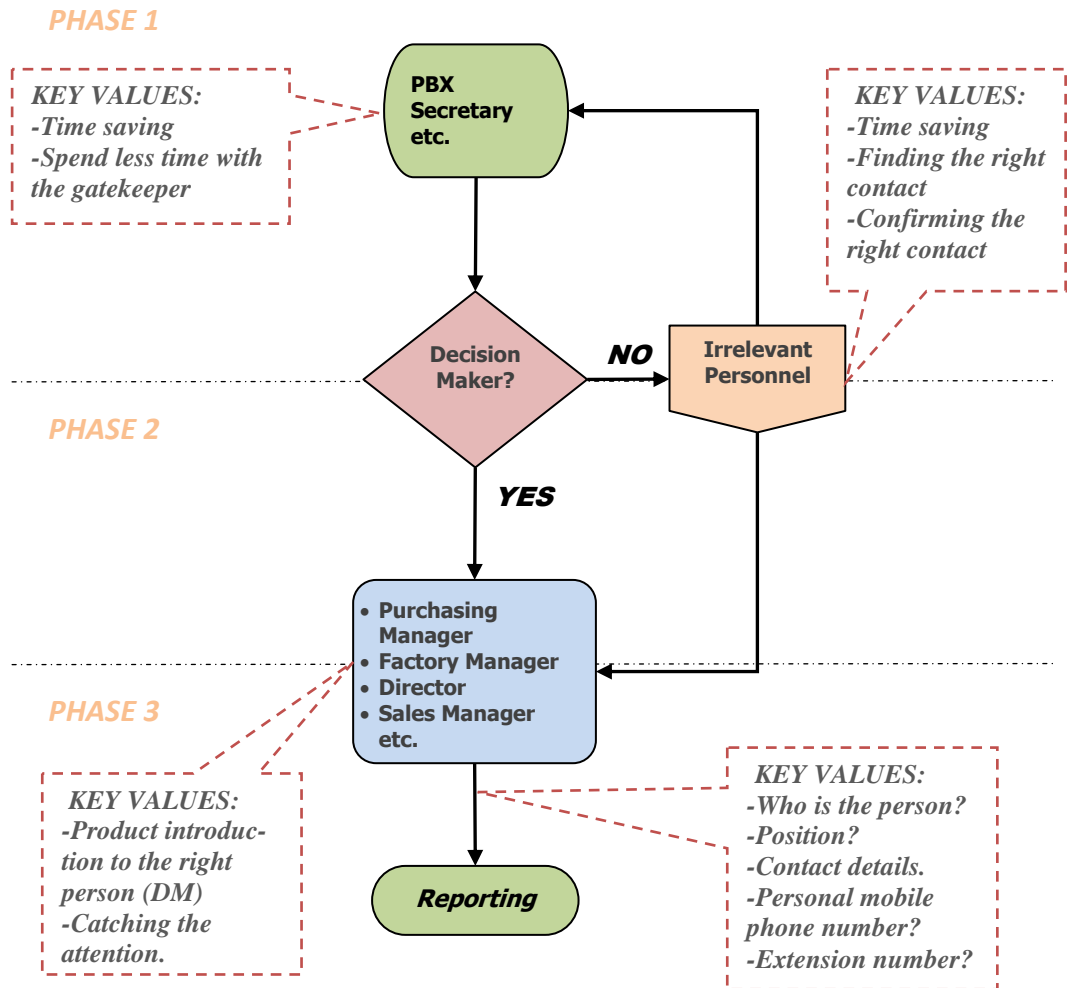 PHASE 1
KEY VALUES:
-Time saving
-Spend less time with
the gatekeeper
PBX
Secretary
etc.
KEY VALUES:
-Time saving
-Finding the right
contact
-Confirming the
right contact
Decision
Maker?
NO
Irrelevant
Personnel
PHASE 2
YES
• Purchasing
Manager
• Factory Manager
• Director
• Sales Manager
etc.
PHASE 3
KEY VALUES:
-Product introduc-
tion to the right
person (DM)
-Catching the
attention.
KEY VALUES:
-Who is the person?
-Position?
-Contact details.
-Personal mobile
phone number?
-Extension number?
Reporting